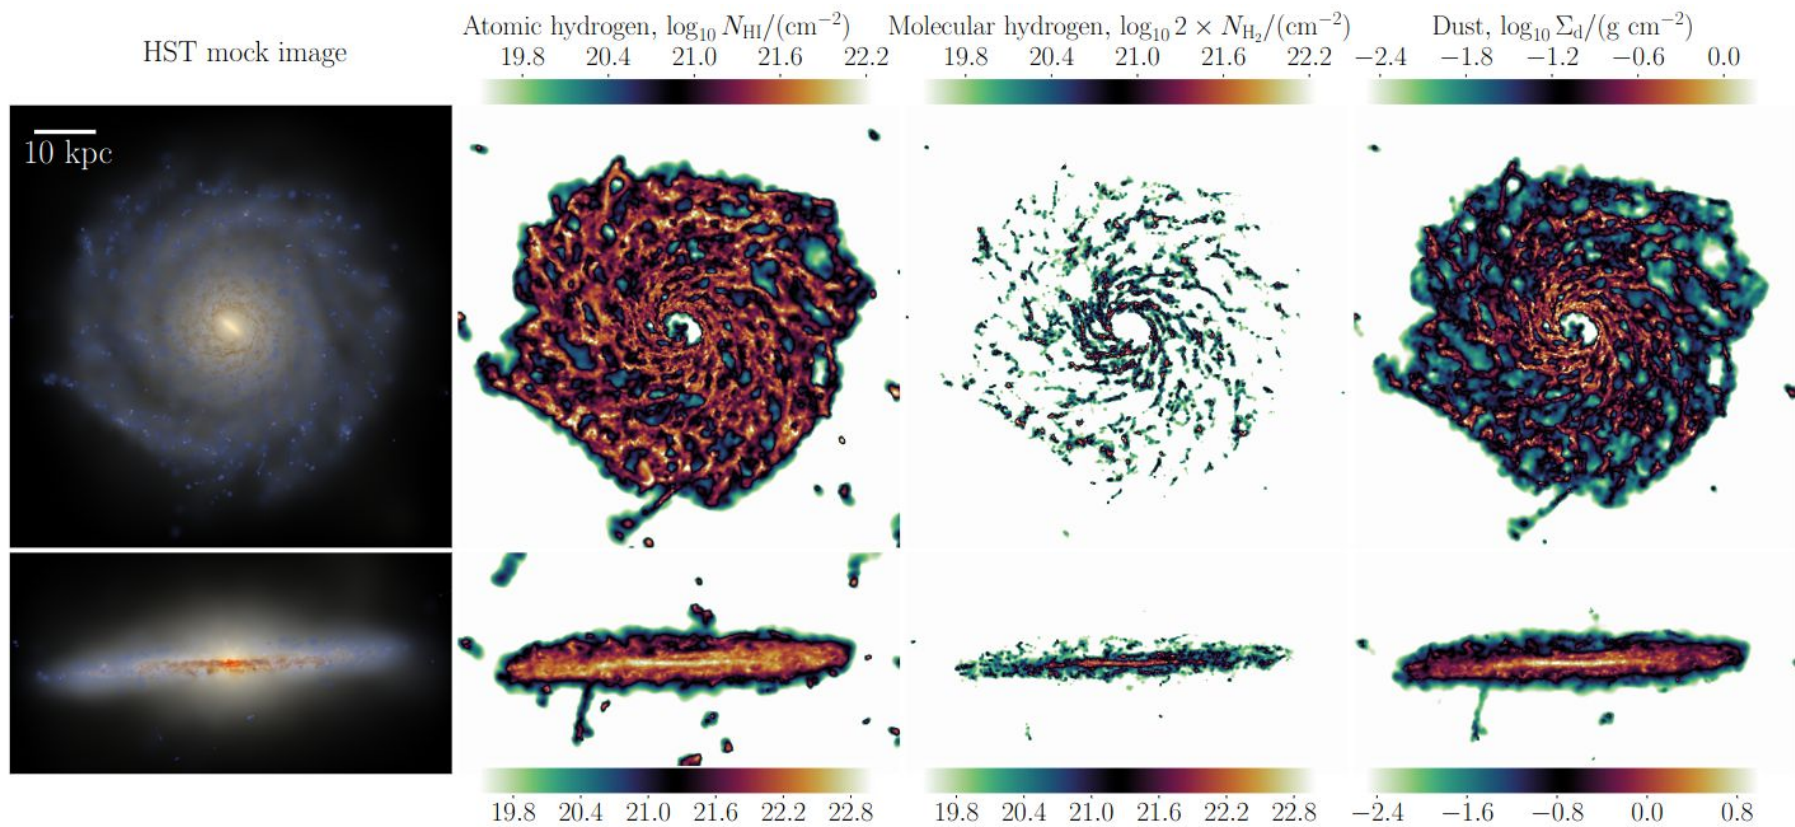 HST mock image
Atomic hydrogen, log₁₀ N_HI/(cm⁻²)
19.8 20.4 21.0 21.6 22.2
Molecular hydrogen, log₁₀ 2 × N_H₂/(cm⁻²)
19.8 20.4 21.0 21.6 22.2
Dust, log₁₀ Σ_d/(g cm⁻²)
−2.4 −1.8 −1.2 −0.6 0.0
10 kpc
19.8 20.4 21.0 21.6 22.2 22.8
19.8 20.4 21.0 21.6 22.2 22.8
−2.4 −1.6 −0.8 0.0 0.8